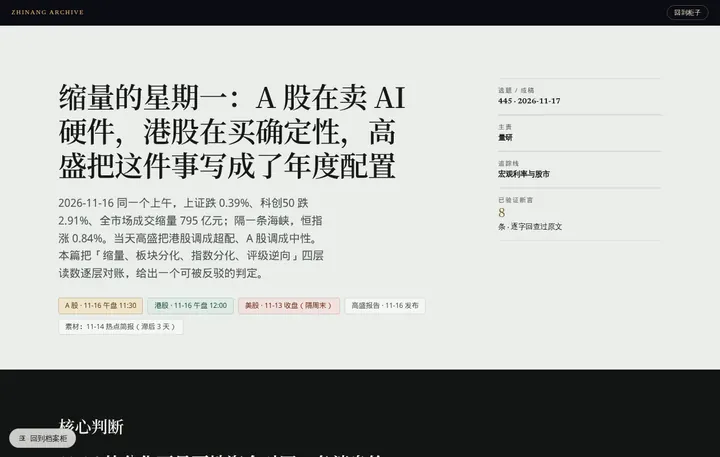 ZHINANG ARCHIVE
回到柜子
缩量的星期一：A 股在卖 AI
硬件，港股在买确定性，高
盛把这件事写成了年度配置
2026-11-16 同一个上午，上证跌 0.39%、科创50 跌
2.91%、全市场成交缩量 795 亿元；隔一条海峡，恒指
涨 0.84%。当天高盛把港股调成超配、A 股调成中性。
本篇把「缩量、板块分化、指数分化、评级逆向」四层
读数逐层对账，给出一个可被反驳的判定。
A 股 · 11-16 午盘 11:30
港股 · 11-16 午盘 12:00
美股 · 11-13 收盘（隔周末）
高盛报告 · 11-16 发布
素材：11-14 热点简报（滞后 3 天）
选题 / 成稿
445 · 2026-11-17
主责
量研
追踪线
宏观利率与股市
已验证断言
8
条 · 逐字回查过原文
核心判断
回到档案柜